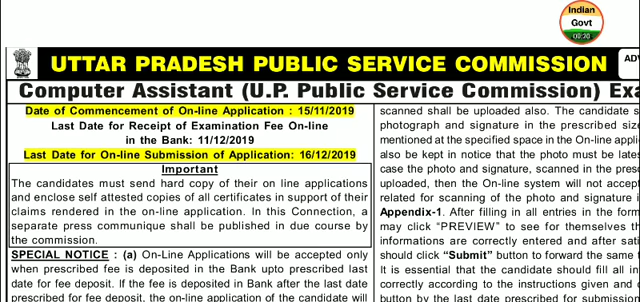 Indian
Govt
UTTAR PRADESH PUBLIC SERVICE COMMISSION
ADV
Computer Assistant (U.P. Public Service Commission) Exa
Date of Commencement of On-line Application : 15/11/2019
Last Date for Receipt of Examination Fee On-line
in the Bank: 11/12/2019
Last Date for On-line Submission of Application: 16/12/2019
Important
The candidates must send hard copy of their on line applications
and enclose self attested copies of all certificates in support of their
claims rendered in the on-line application. In this Connection, a
separate press communique shall be published in due course by
the commission.
SPECIAL NOTICE : (a) On-Line Applications will be accepted only
when prescribed fee is deposited in the Bank upto prescribed last
date for fee deposit. If the fee is deposited in Bank after the last date
prescribed for fee deposit, the on-line application of the candidate will
scanned shall be uploaded also. The candidate s
photograph and signature in the prescribed size
mentioned at the specified space in the On-line applic
also be kept in notice that the photo must be lates
case the photo and signature, scanned in the presc
uploaded, then the On-line system will not accept
related for scanning of the photo and signature i
Appendix-1. After filling in all entries in the form
may click "PREVIEW" to see for themselves th
informations are correctly entered and after sati
should click "Submit" button to forward the same t
It is essential that the candidate should fill all in
correctly according to the instructions given and
button by the last date prescribed for submissi